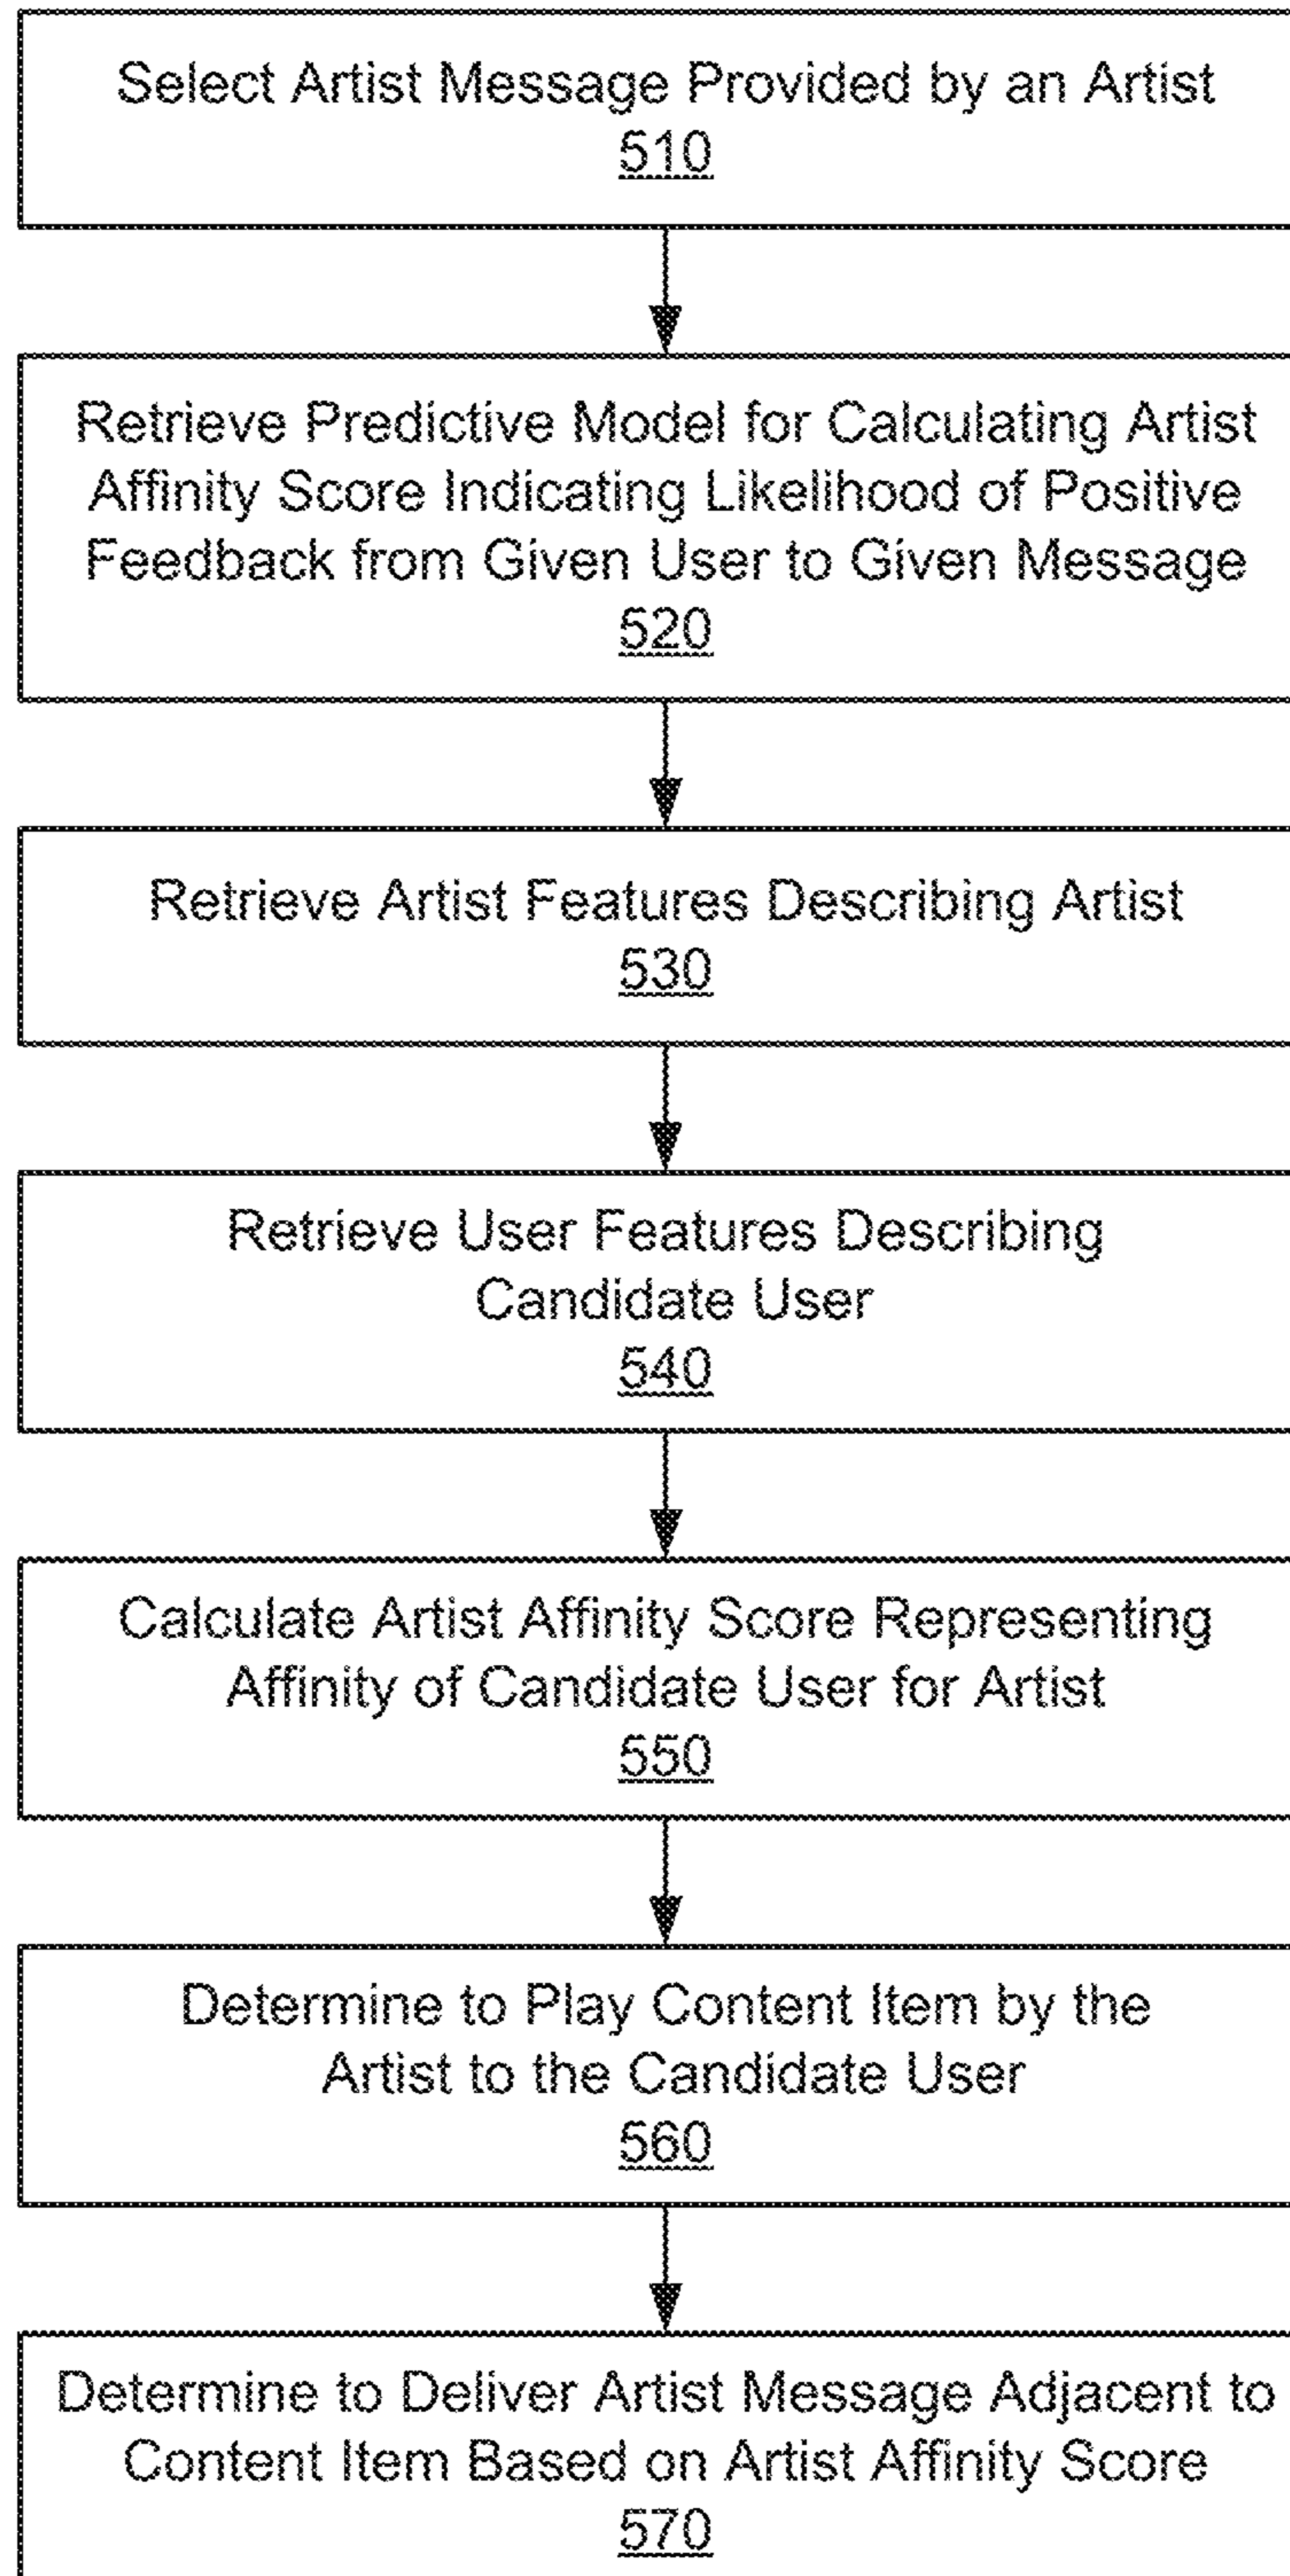 Select Artist Message Provided by an Artist
510
Retrieve Predictive Model for Calculating Artist
Affinity Score Indicating Likelihood of Positive
Feedback from Given User to Given Message
520
Retrieve Artist Features Describing Artist
530
Retrieve User Features Describing
Candidate User
540
Calculate Artist Affinity Score Representing
Affinity of Candidate User for Artist
550
Determine to Play Content Item by the
Artist to the Candidate User
560
Determine to Deliver Artist Message Adjacent to
Content Item Based on Artist Affinity Score
570